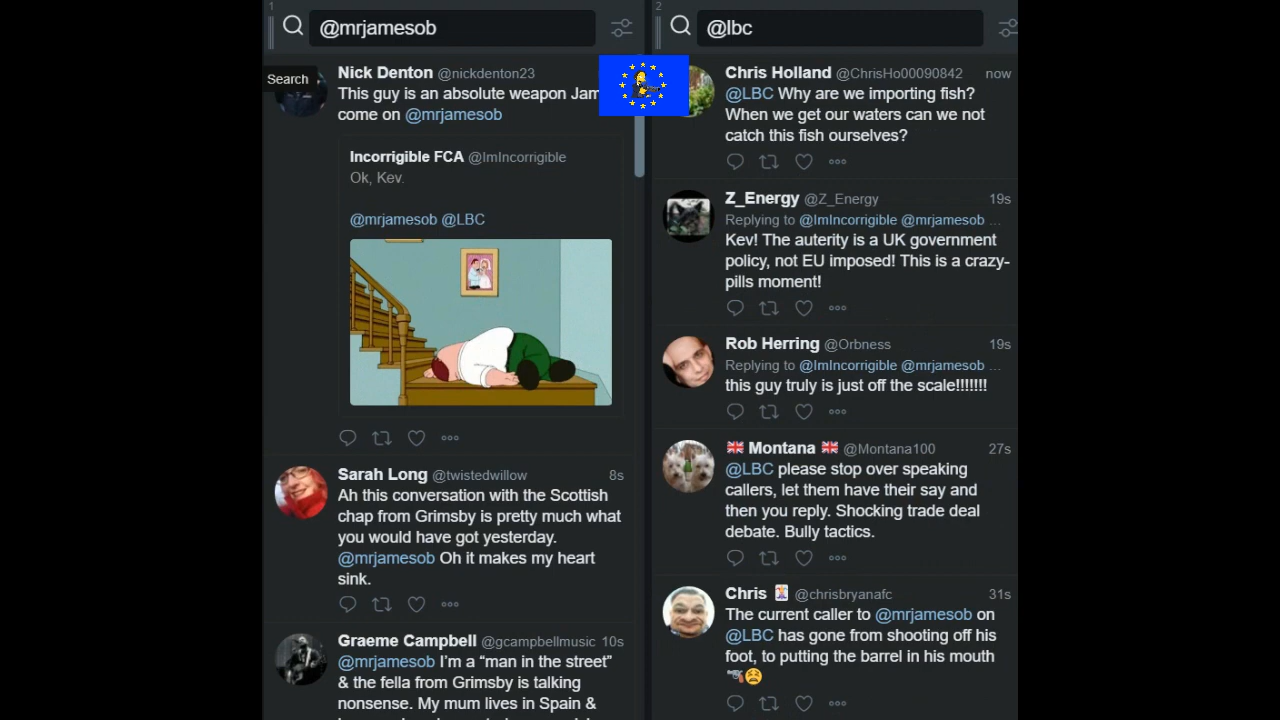 1
@mrjamesob
Search
Nick Denton @nickdenton23
This guy is an absolute weapon Jam
come on @mrjamesob
Incorrigible FCA @ImIncorrigible
Ok, Kev.
@mrjamesob @LBC
Sarah Long @twistedwillow 8s
Ah this conversation with the Scottish
chap from Grimsby is pretty much what
you would have got yesterday.
@mrjamesob Oh it makes my heart
sink.
Graeme Campbell @gcampbellmusic 10s
@mrjamesob I'm a “man in the street”
& the fella from Grimsby is talking
nonsense. My mum lives in Spain &
2
@lbc
Chris Holland @ChrisHo00090842 now
@LBC Why are we importing fish?
When we get our waters can we not
catch this fish ourselves?
Z_Energy @Z_Energy 19s
Replying to @ImIncorrigible @mrjamesob ...
Kev! The auterity is a UK government
policy, not EU imposed! This is a crazy-
pills moment!
Rob Herring @Orbness 19s
Replying to @ImIncorrigible @mrjamesob ...
this guy truly is just off the scale!!!!!!!
🇬🇧 Montana 🇬🇧 @Montana100 27s
@LBC please stop over speaking
callers, let them have their say and
then you reply. Shocking trade deal
debate. Bully tactics.
Chris 🃏 @chrisbryanafc 31s
The current caller to @mrjamesob on
@LBC has gone from shooting off his
foot, to putting the barrel in his mouth
🔫😫